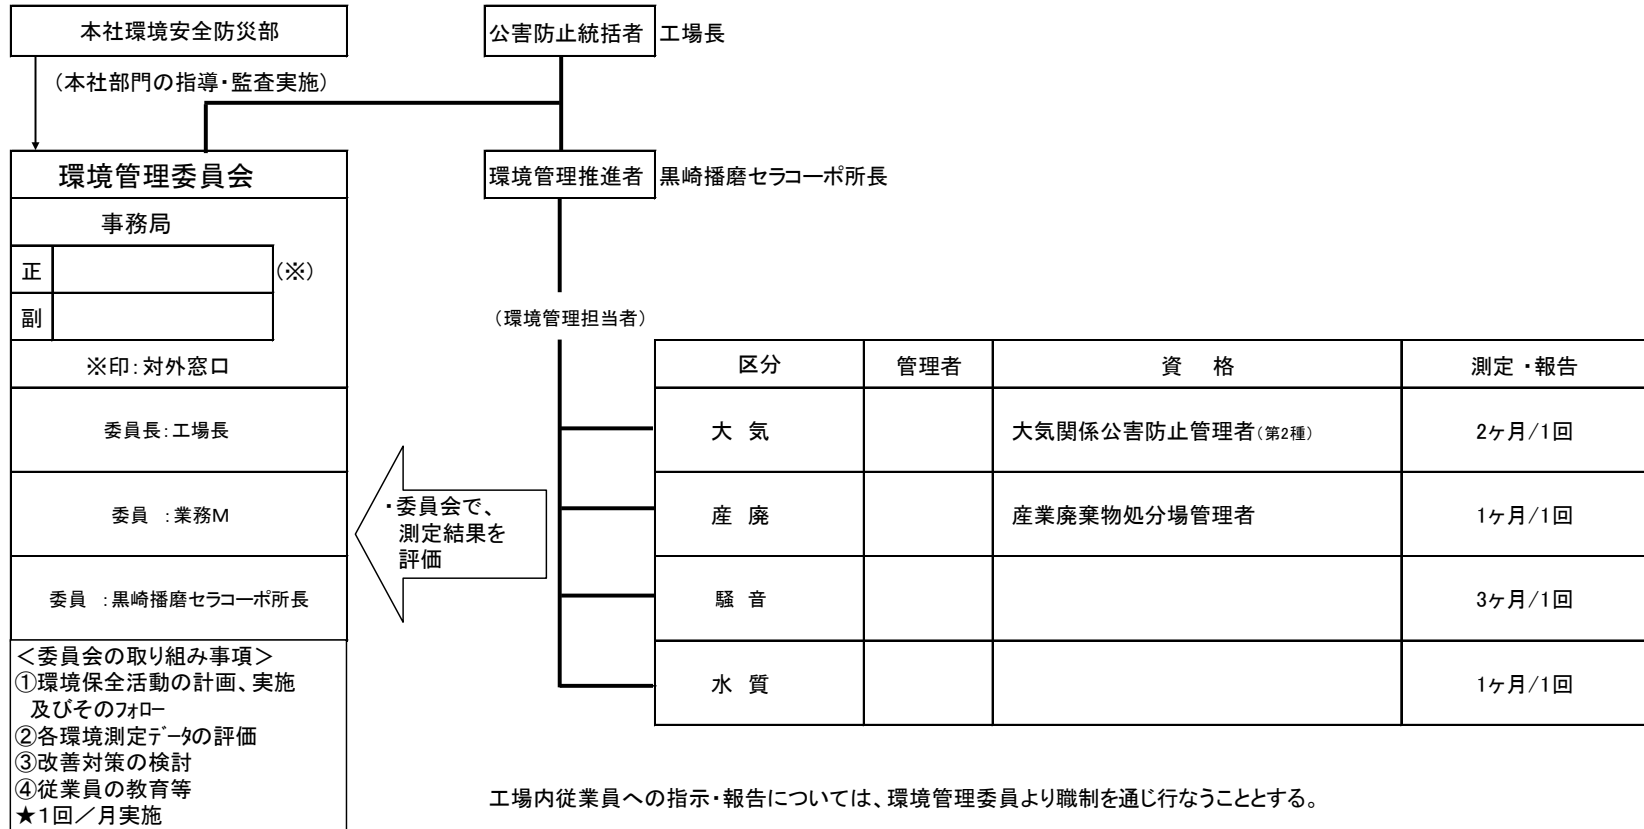 本社環境安全防災部
公害防止統括者 工場長
(本社部門の指導・監査実施)
環境管理委員会
環境管理推進者 黒崎播磨セラコーポ所長
事務局
正 (※)
副
※印:対外窓口
委員長:工場長
委員 :業務M
委員 :黒崎播磨セラコーポ所長
<委員会の取り組み事項>
①環境保全活動の計画、実施
及びそのフォロー
②各環境測定データの評価
③改善対策の検討
④従業員の教育等
★1回/月実施
・委員会で、
測定結果を
評価
(環境管理担当者)
区分 管理者 資 格 測定・報告
大 気 大気関係公害防止管理者(第2種) 2ヶ月/1回
産 廃 産業廃棄物処分場管理者 1ヶ月/1回
騒 音 3ヶ月/1回
水 質 1ヶ月/1回
工場内従業員への指示・報告については、環境管理委員より職制を通じ行なうこととする。